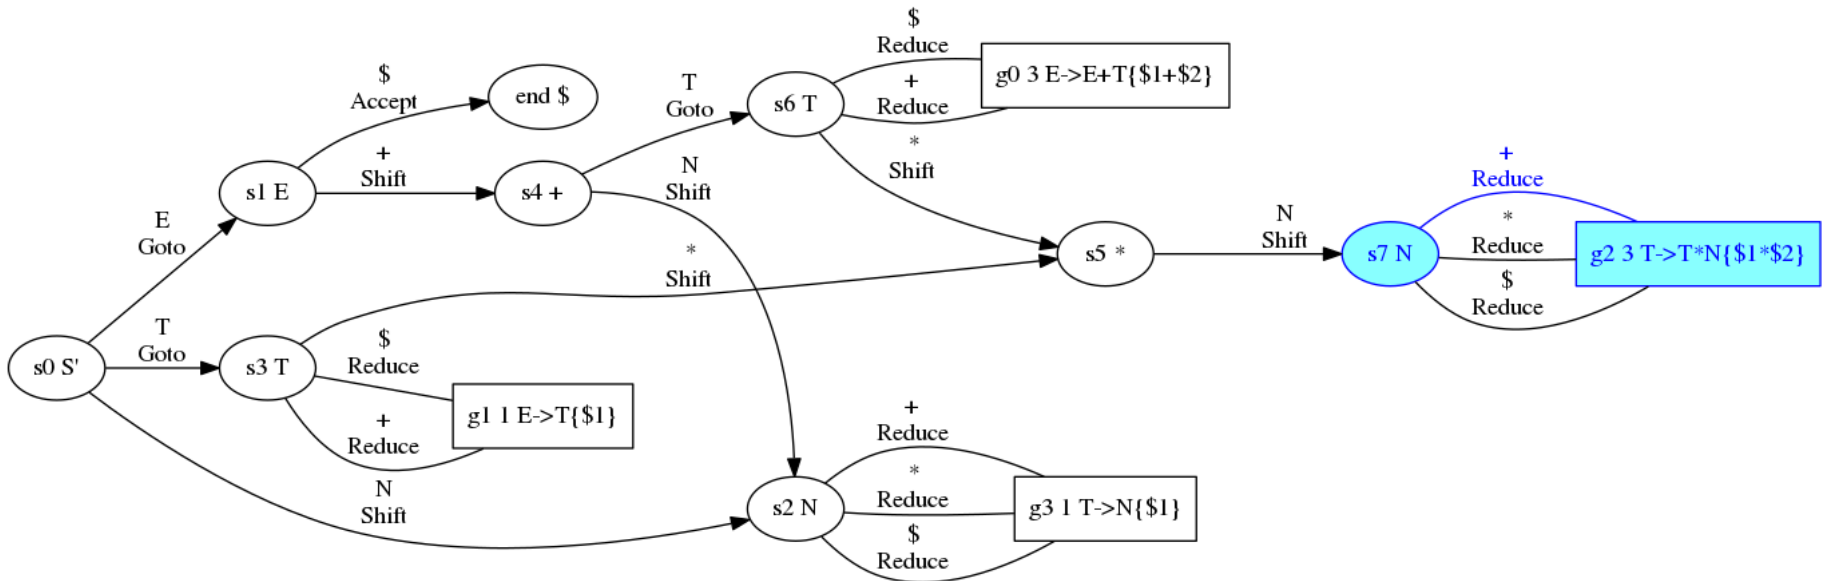 $
Reduce
g0 3 E->E+T{$1+$2}
+
Reduce
T
Goto
s6 T
$
Accept
end $
*
Shift
+
Shift
N
Shift
s1 E
s4 +
+
Reduce
E
Goto
*
Shift
s5 *
N
Shift
s7 N
*
Reduce
g2 3 T->T*N{$1*$2}
$
Reduce
T
Goto
s0 S'
s3 T
$
Reduce
g1 1 E->T{$1}
+
Reduce
+
Reduce
N
Shift
s2 N
*
Reduce
g3 1 T->N{$1}
$
Reduce